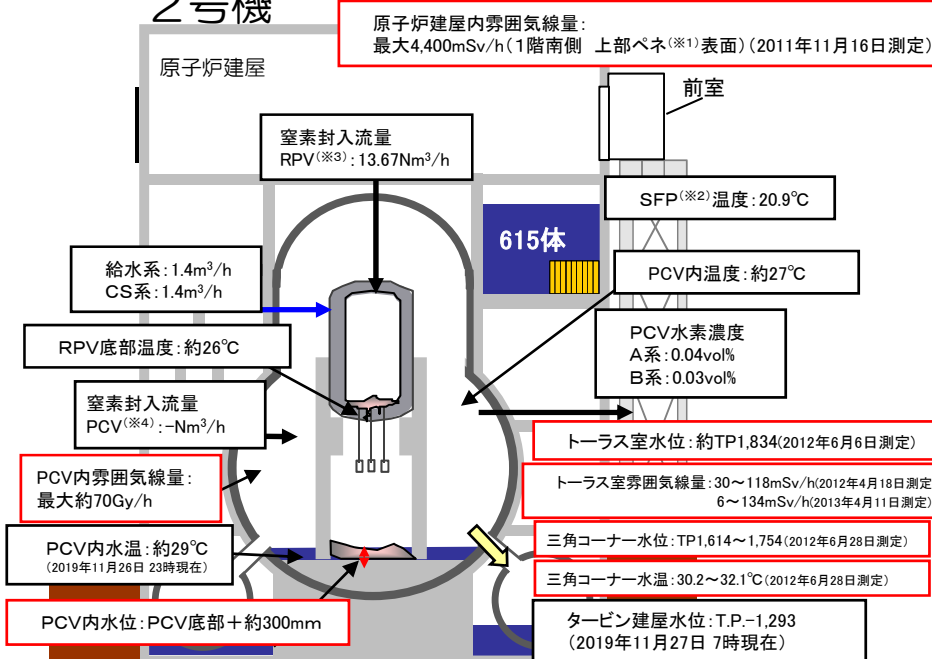 2号機
原子炉建屋内雰囲気線量:
最大4,400mSv/h(1階南側 上部ペネ(※1)表面)(2011年11月16日測定)
原子炉建屋
前室
窒素封入流量
RPV(※3):13.67Nm³/h
SFP(※2)温度:20.9℃
615体
給水系:1.4m³/h
CS系:1.4m³/h
PCV内温度:約27℃
RPV底部温度:約26℃
PCV水素濃度
A系:0.04vol%
B系:0.03vol%
窒素封入流量
PCV(※4):-Nm³/h
トーラス室水位:約TP1,834(2012年6月6日測定)
PCV内雰囲気線量:
最大約70Gy/h
トーラス室雰囲気線量:30~118mSv/h(2012年4月18日測定
6~134mSv/h(2013年4月11日測定)
PCV内水温:約29℃
(2019年11月26日 23時現在)
三角コーナー水位:TP1,614~1,754(2012年6月28日測定)
三角コーナー水温:30.2~32.1℃(2012年6月28日測定)
PCV内水位:PCV底部+約300mm
タービン建屋水位:T.P.-1,293
(2019年11月27日 7時現在)